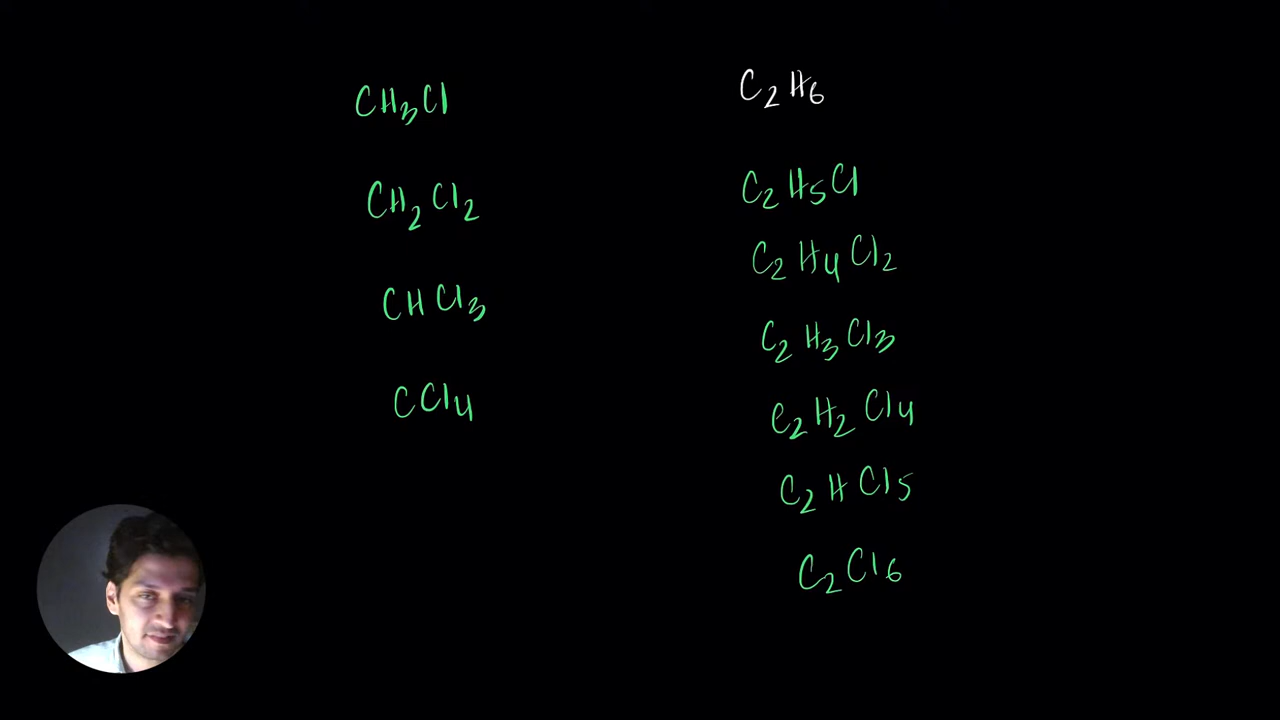 CH₃Cl
CH₂Cl₂
CHCl₃
CCl₄
C₂H₆
C₂H₅Cl
C₂H₄Cl₂
C₂H₃Cl₃
C₂H₂Cl₄
C₂HCl₅
C₂Cl₆